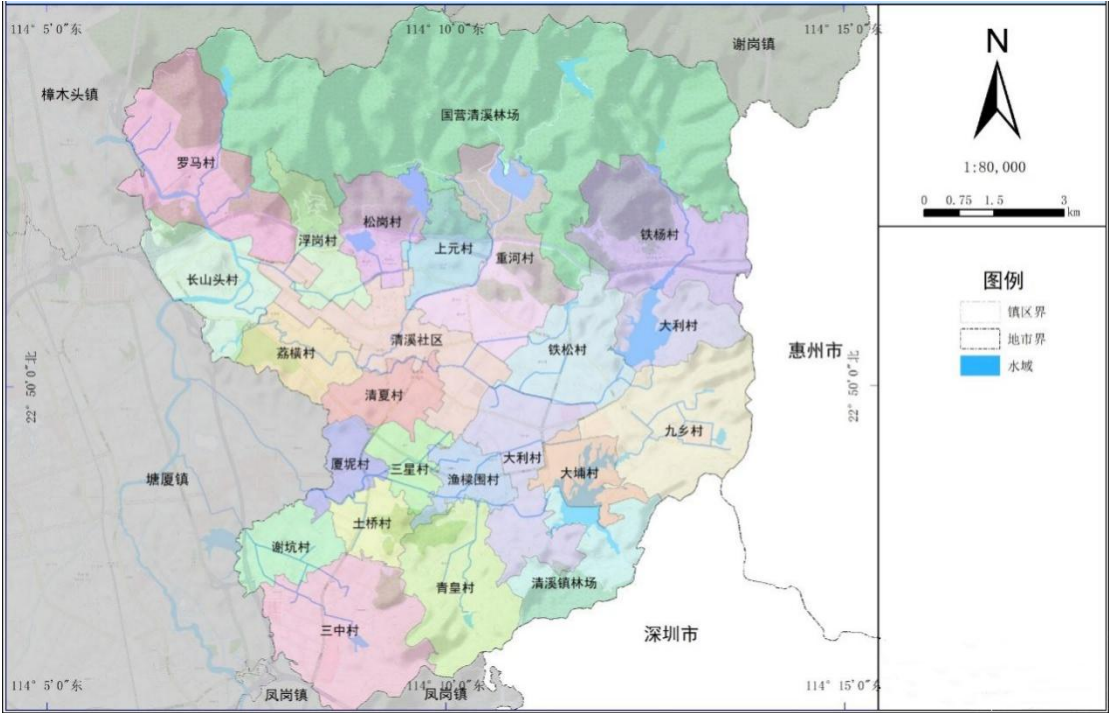 114° 5′0″东
114° 10′0″东
114° 15′0″东
谢岗镇
N
樟木头镇
国营清溪林场
罗马村
1:80,000
0 0.75 1.5 3
km
松岗村
浮岗村
上元村
铁杨村
重河村
长山头村
图例
镇区界
地市界
水域
大利村
清溪社区
荔横村
铁松村
惠州市
22° 50′0″北
22° 50′0″北
清夏村
九乡村
大利村
厦坭村
三星村
渔樑围村
大埔村
塘厦镇
土桥村
谢坑村
青皇村
清溪镇林场
三中村
深圳市
114° 5′0″东
114° 10′0″东
114° 15′0″东
凤岗镇
凤岗镇